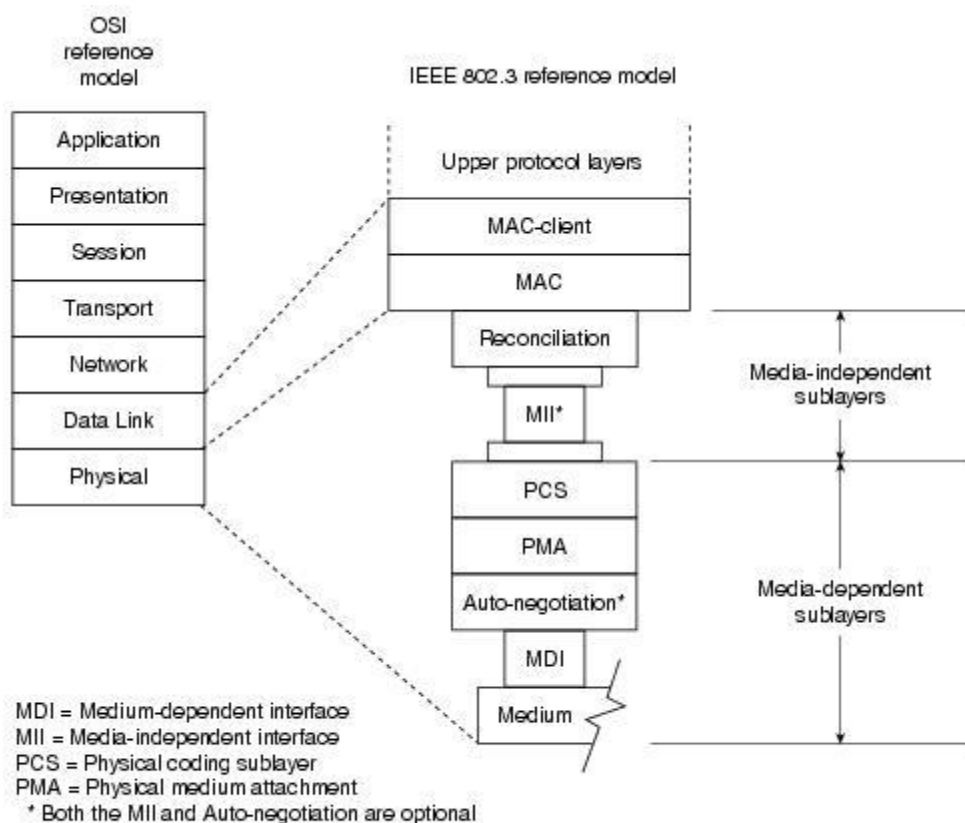 OSI
reference
model
IEEE 802.3 reference model
Application
Presentation
Session
Transport
Network
Data Link
Physical
Upper protocol layers
MAC-client
MAC
Reconciliation
MII*
PCS
PMA
Auto-negotiation*
MDI
Medium
Media-independent
sublayers
Media-dependent
sublayers
MDI = Medium-dependent interface
MII = Media-independent interface
PCS = Physical coding sublayer
PMA = Physical medium attachment
* Both the MII and Auto-negotiation are optional